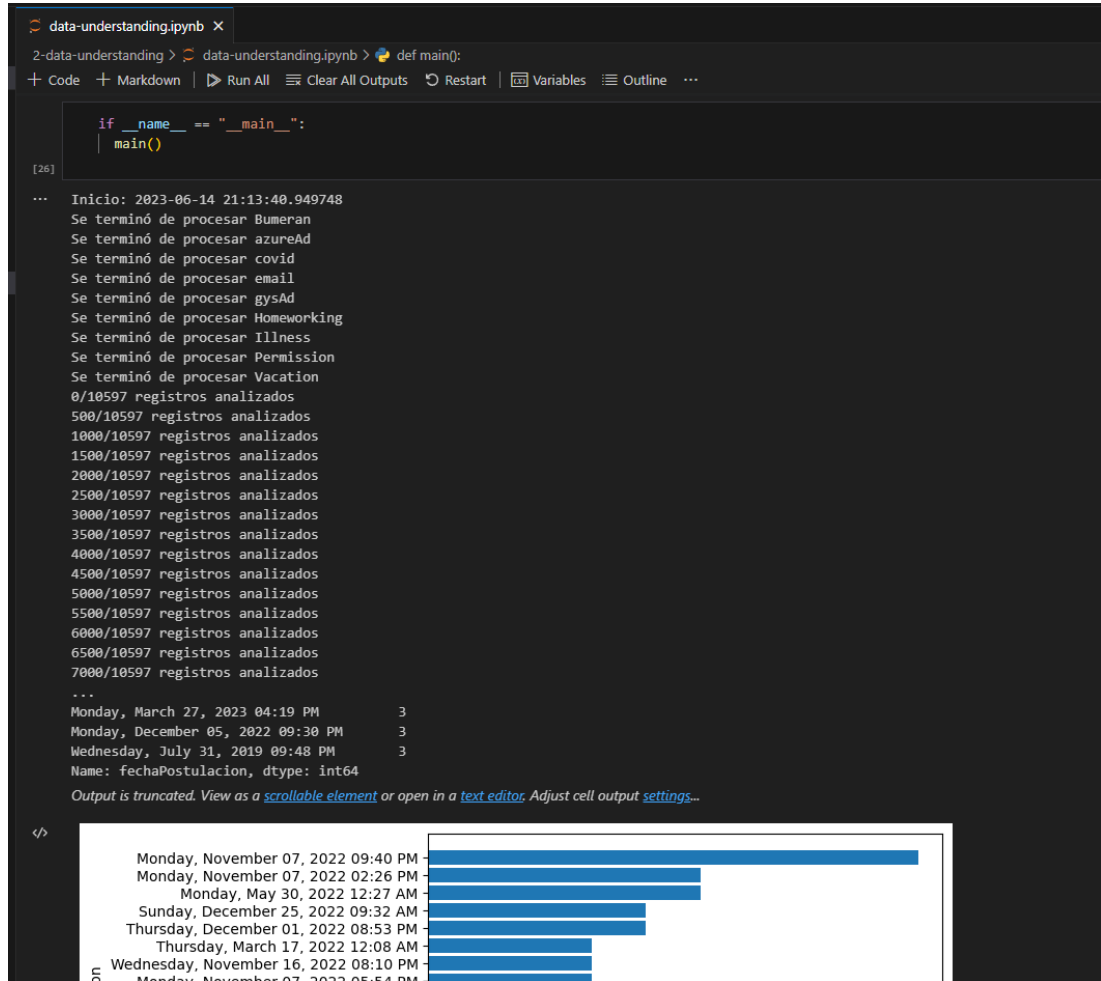 data-understanding.ipynb
2-data-understanding > data-understanding.ipynb > def main():
+ Code + Markdown | Run All Clear All Outputs Restart | Variables Outline ...
if __name__ == "__main__":
main()
[26]
... Inicio: 2023-06-14 21:13:40.949748
Se terminó de procesar Bumeran
Se terminó de procesar azureAd
Se terminó de procesar covid
Se terminó de procesar email
Se terminó de procesar gysAd
Se terminó de procesar Homeworking
Se terminó de procesar Illness
Se terminó de procesar Permission
Se terminó de procesar Vacation
0/10597 registros analizados
500/10597 registros analizados
1000/10597 registros analizados
1500/10597 registros analizados
2000/10597 registros analizados
2500/10597 registros analizados
3000/10597 registros analizados
3500/10597 registros analizados
4000/10597 registros analizados
4500/10597 registros analizados
5000/10597 registros analizados
5500/10597 registros analizados
6000/10597 registros analizados
6500/10597 registros analizados
7000/10597 registros analizados
...
Monday, March 27, 2023 04:19 PM 3
Monday, December 05, 2022 09:30 PM 3
Wednesday, July 31, 2019 09:48 PM 3
Name: fechaPostulacion, dtype: int64
Output is truncated. View as a scrollable element or open in a text editor. Adjust cell output settings...
</>
Monday, November 07, 2022 09:40 PM
Monday, November 07, 2022 02:26 PM
Monday, May 30, 2022 12:27 AM
Sunday, December 25, 2022 09:32 AM
Thursday, December 01, 2022 08:53 PM
Thursday, March 17, 2022 12:08 AM
Wednesday, November 16, 2022 08:10 PM
Monday, November 07, 2022 05:54 PM